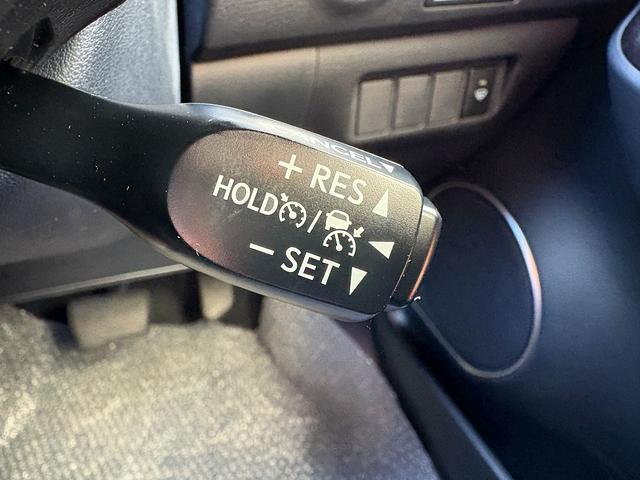 CANCEL
+ RES
HOLD /
− SET